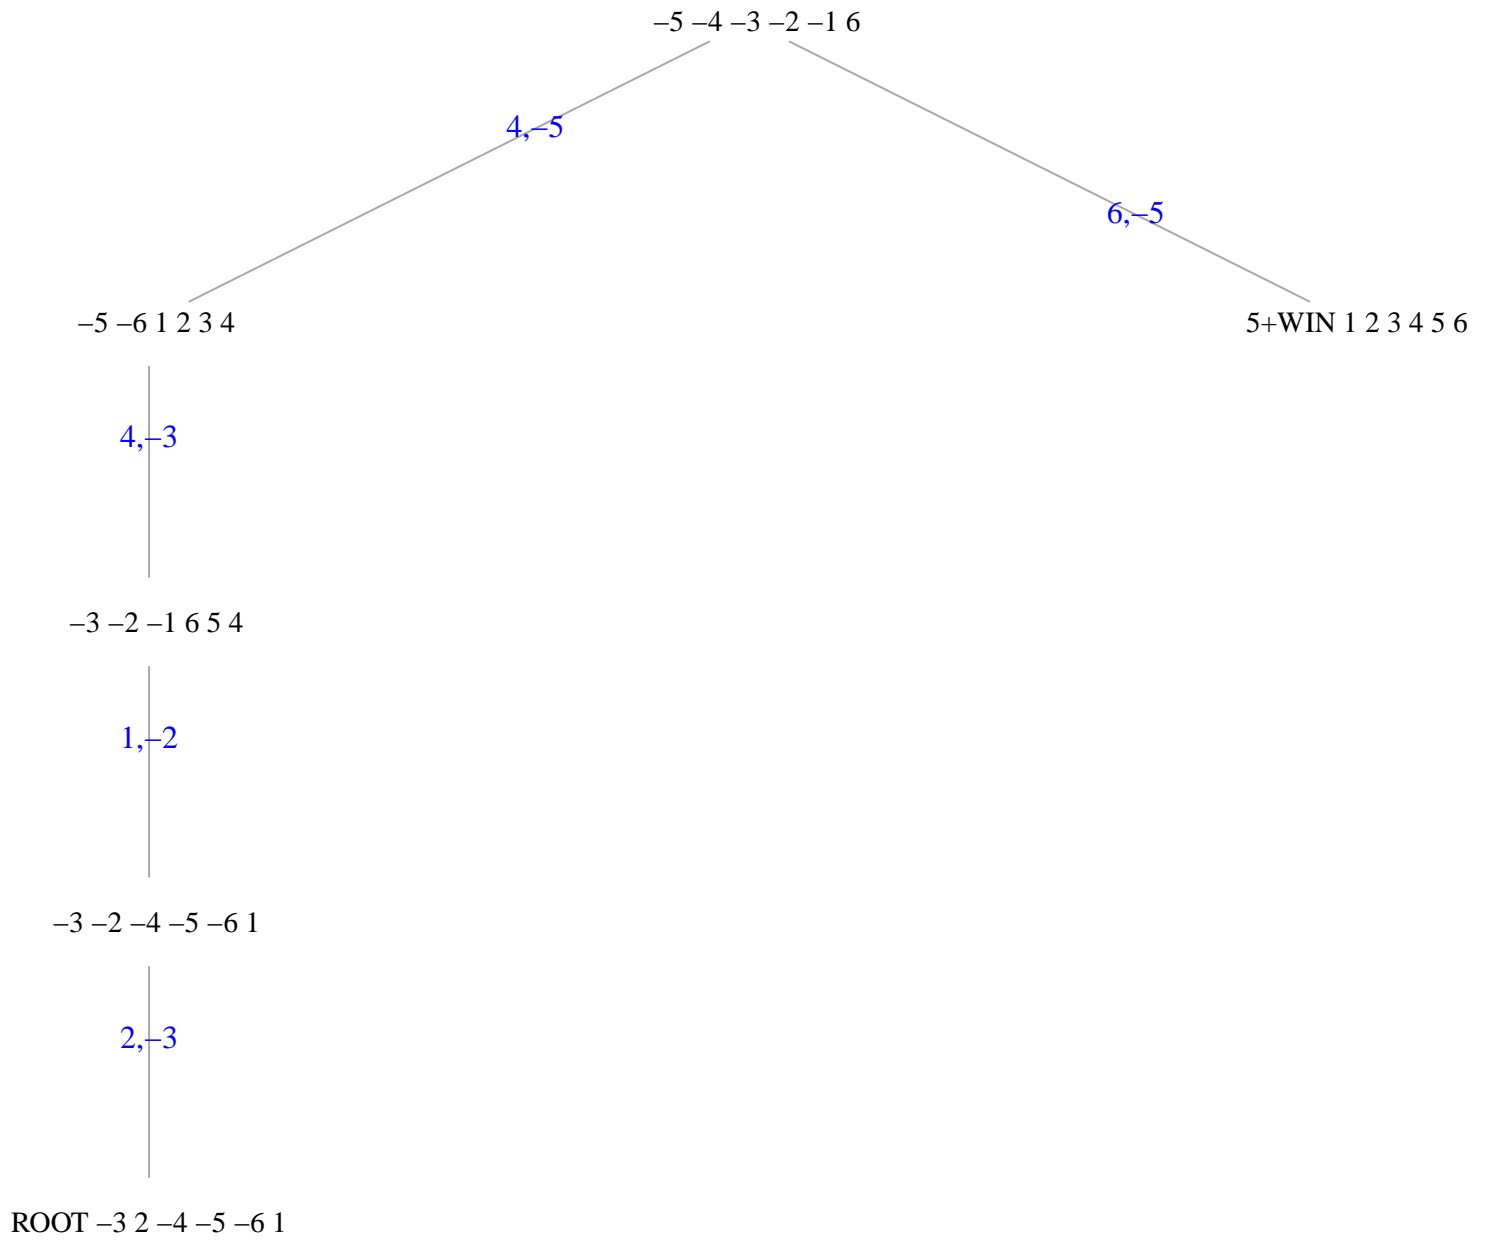 –5 –4 –3 –2 –1 6
4,–5
6,–5
–5 –6 1 2 3 4
5+WIN 1 2 3 4 5 6
4,–3
–3 –2 –1 6 5 4
1,–2
–3 –2 –4 –5 –6 1
2,–3
ROOT –3 2 –4 –5 –6 1